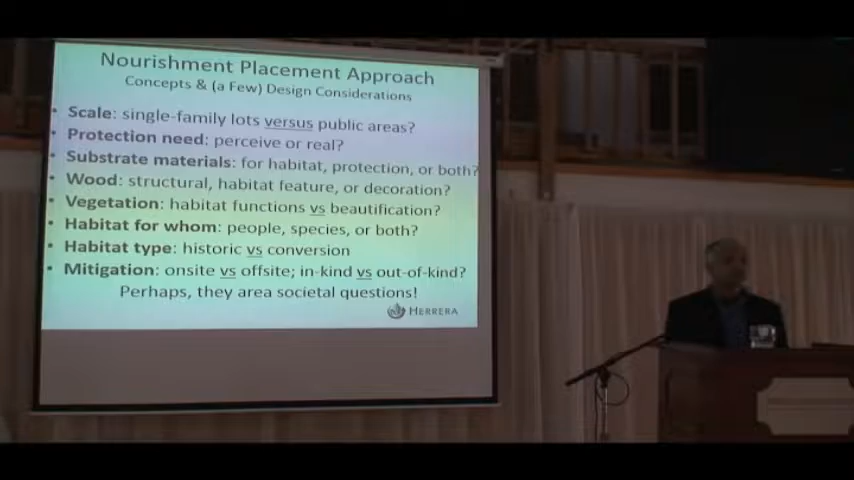 Nourishment Placement Approach
Concepts & (a Few) Design Considerations
• Scale: single-family lots versus public areas?
• Protection need: perceive or real?
• Substrate materials: for habitat, protection, or both?
• Wood: structural, habitat feature, or decoration?
• Vegetation: habitat functions vs beautification?
• Habitat for whom: people, species, or both?
• Habitat type: historic vs conversion
• Mitigation: onsite vs offsite; in-kind vs out-of-kind?
Perhaps, they area societal questions!
HERRERA